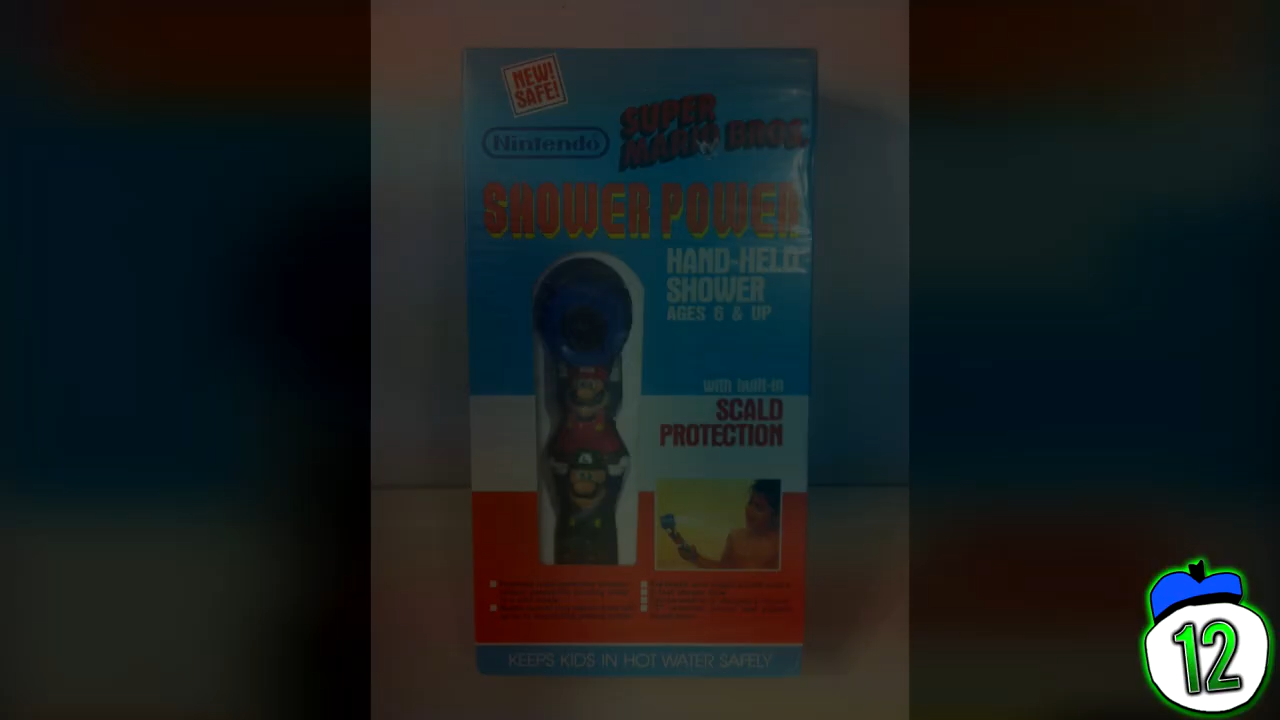 NEW!
SAFE!
Nintendo
SUPER
MARIO BROS.
SHOWER POWER
HAND-HELD
SHOWER
AGES 6 & UP
with built-in
SCALD
PROTECTION
KEEPS KIDS IN HOT WATER SAFELY
12